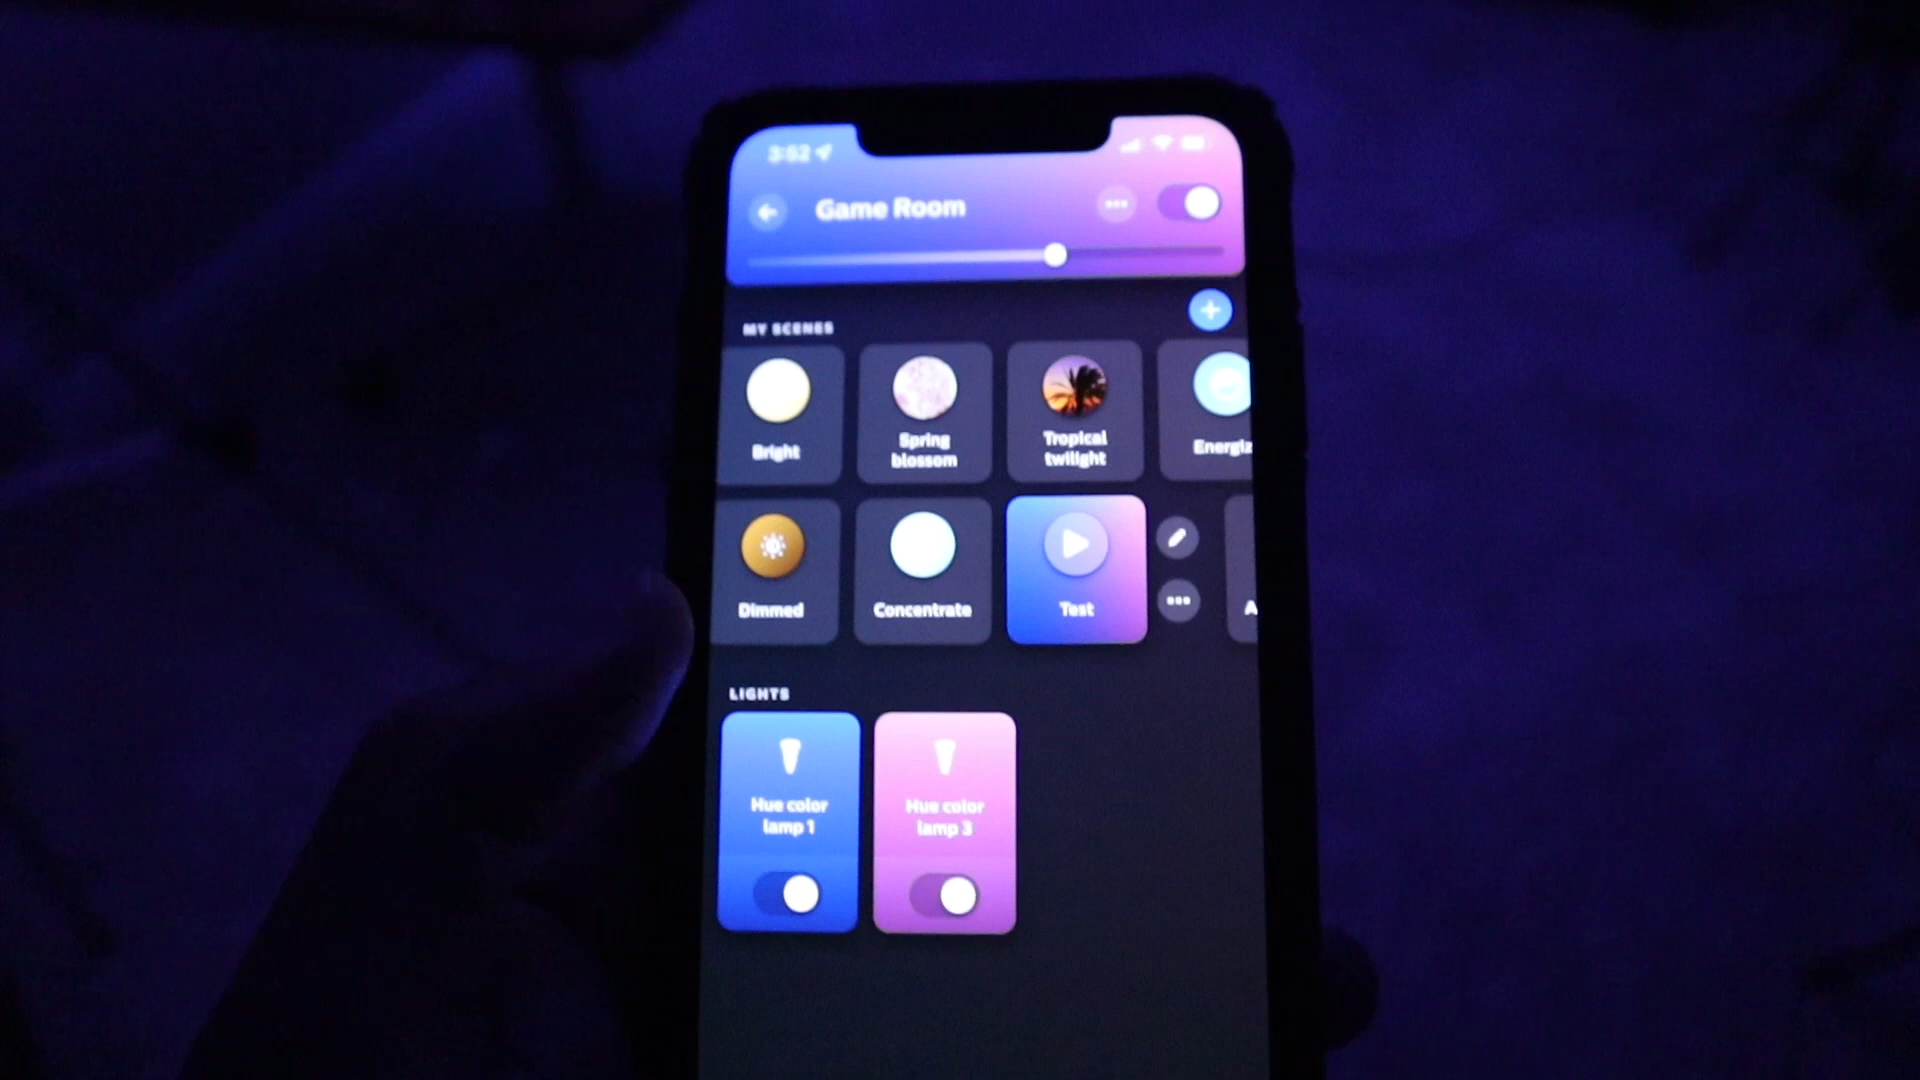 3:52
Game Room
MY SCENES
Bright
Spring
blossom
Tropical
twilight
Energiz
Dimmed
Concentrate
Test
A
LIGHTS
Hue color
lamp 1
Hue color
lamp 3